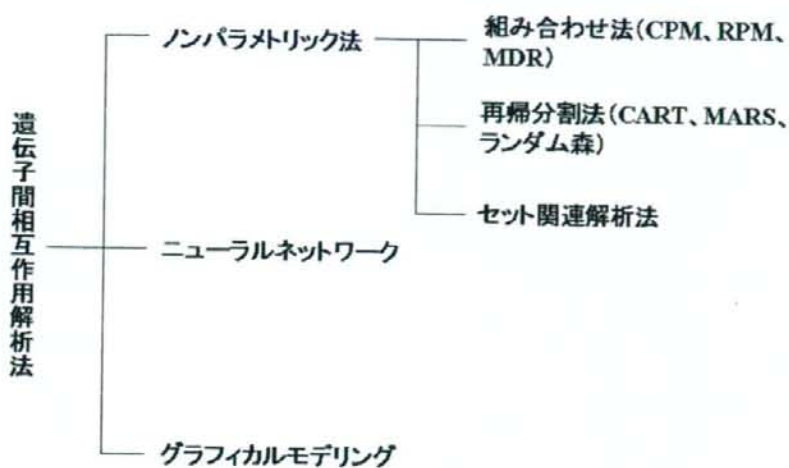 遺伝子間相互作用解析法
ノンパラメトリック法
組み合わせ法(CPM、RPM、
MDR)
再帰分割法(CART、MARS、
ランダム森)
セット関連解析法
ニューラルネットワーク
グラフィカルモデリング